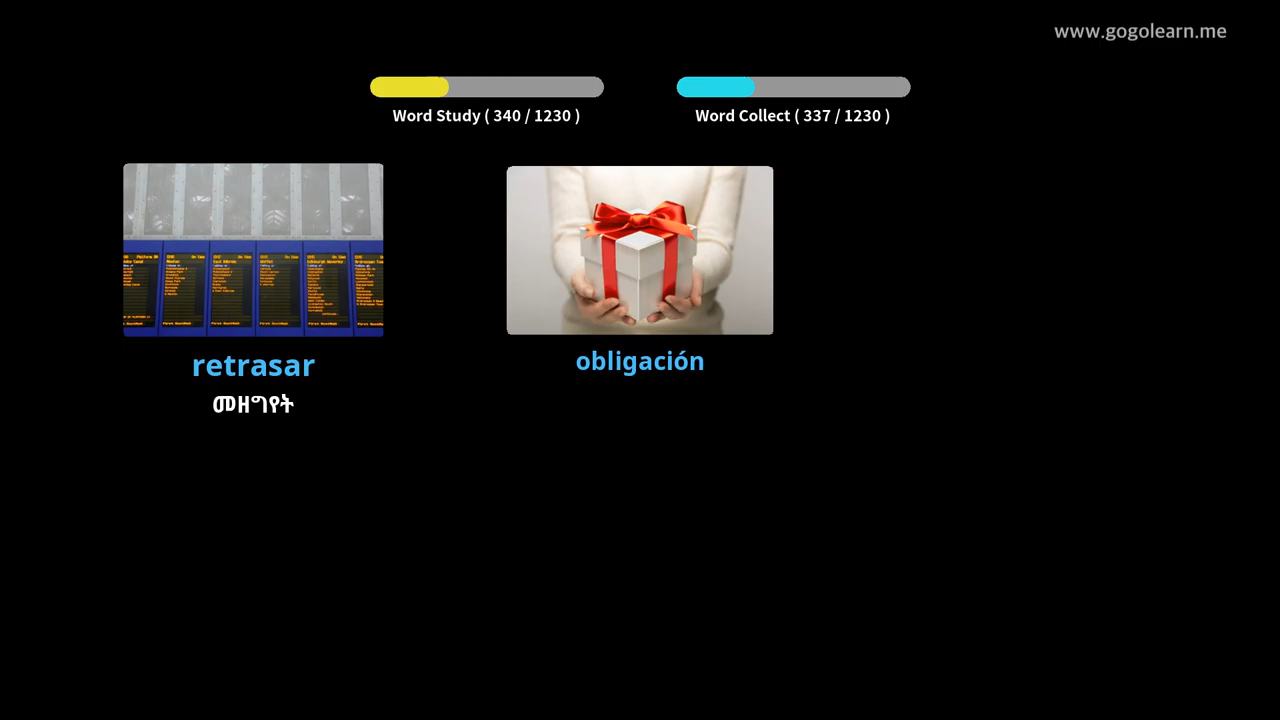 www.gogolearn.me
Word Study ( 340 / 1230 )
Word Collect ( 337 / 1230 )
retrasar
መዘግየት
obligación